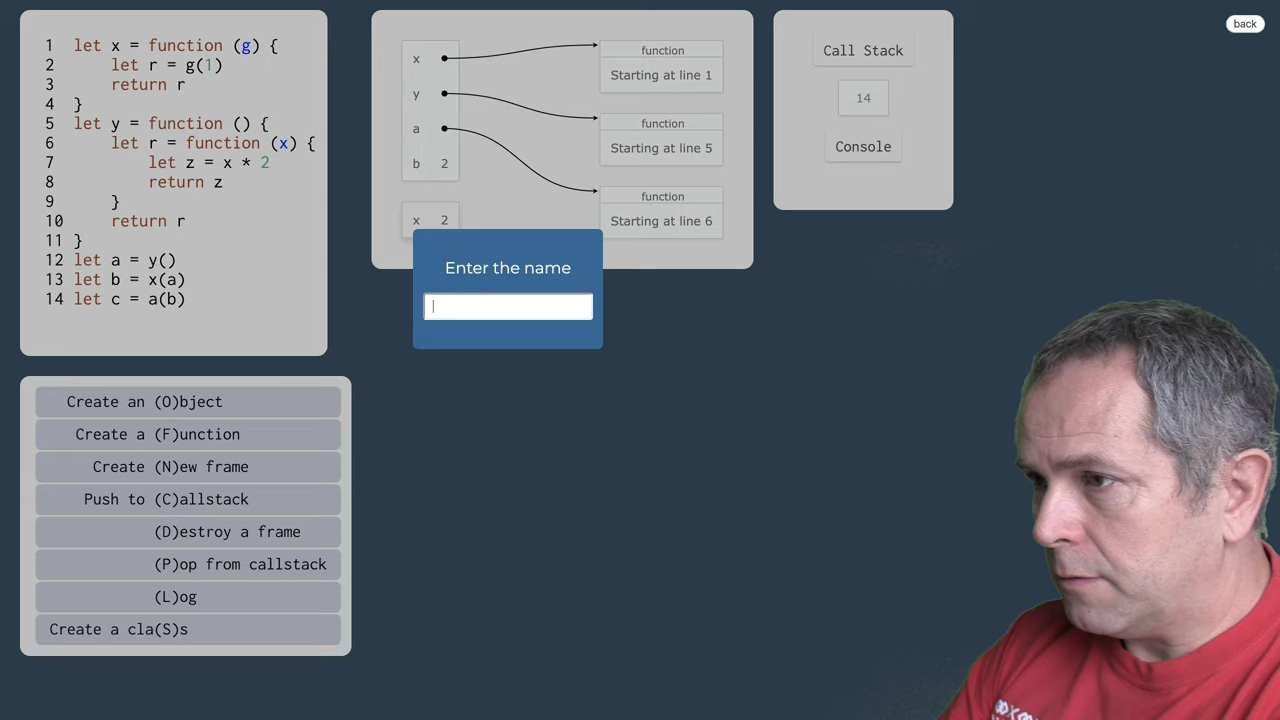 back
1 let x = function (g) {
2 let r = g(1)
3 return r
4 }
5 let y = function () {
6 let r = function (x) {
7 let z = x * 2
8 return z
9 }
10 return r
11 }
12 let a = y()
13 let b = x(a)
14 let c = a(b)
x
y
a
b 2
x 2
function
Starting at line 1
function
Starting at line 5
function
Starting at line 6
Call Stack
14
Console
Enter the name
Create an (O)bject
Create a (F)unction
Create (N)ew frame
Push to (C)allstack
(D)estroy a frame
(P)op from callstack
(L)og
Create a cla(S)s